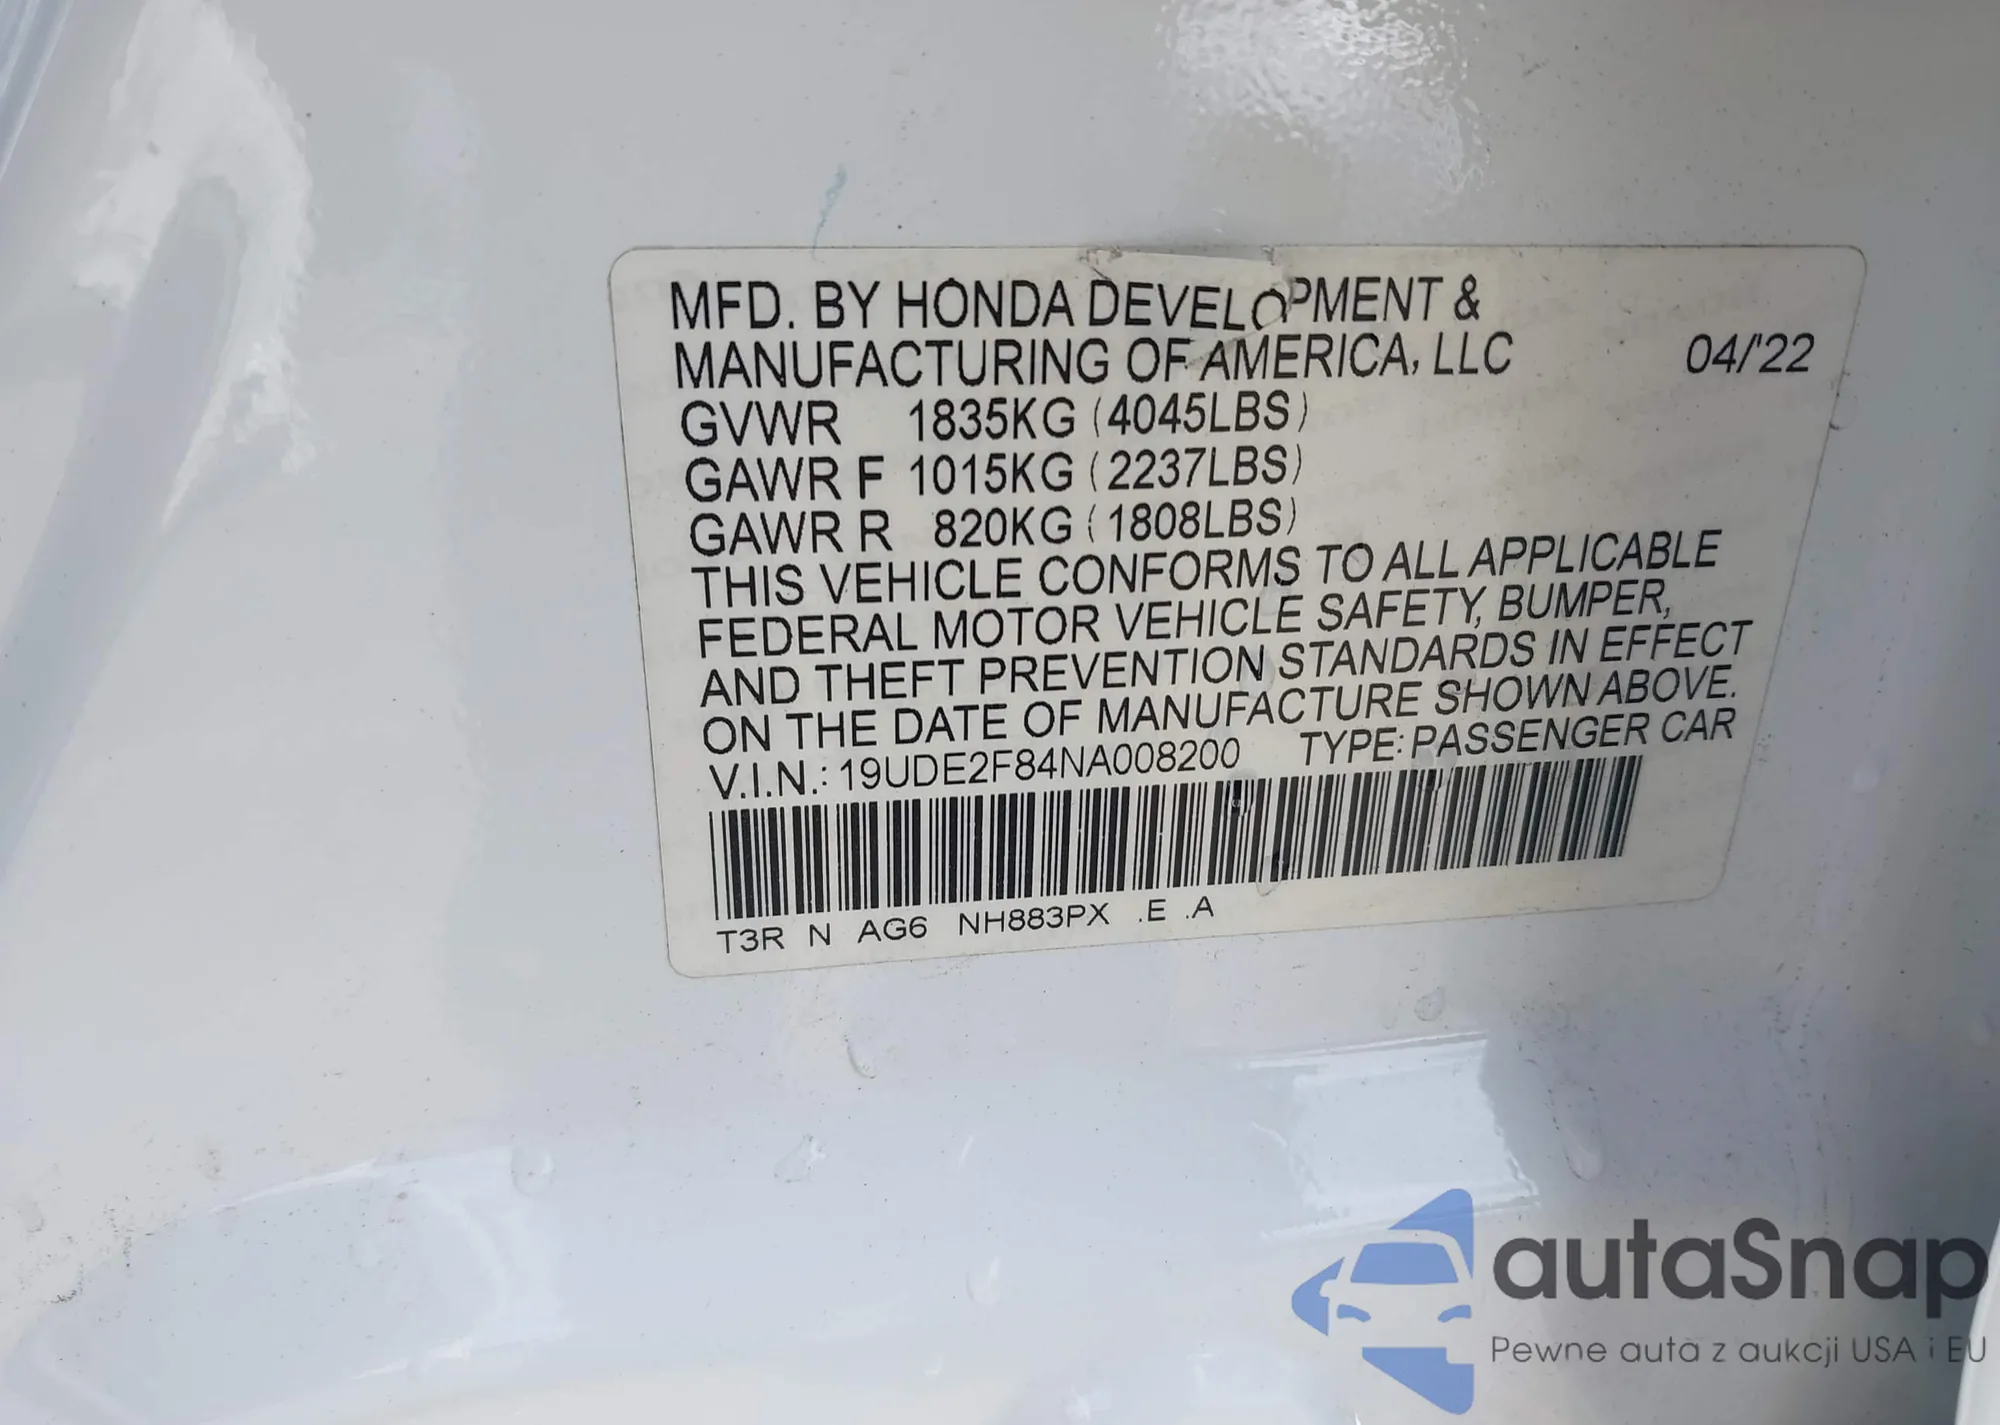 MFD. BY HONDA DEVELOPMENT &
MANUFACTURING OF AMERICA, LLC 04/'22
GVWR 1835KG (4045LBS)
GAWR F 1015KG (2237LBS)
GAWR R 820KG (1808LBS)
THIS VEHICLE CONFORMS TO ALL APPLICABLE
FEDERAL MOTOR VEHICLE SAFETY, BUMPER,
AND THEFT PREVENTION STANDARDS IN EFFECT
ON THE DATE OF MANUFACTURE SHOWN ABOVE.
V.I.N.: 19UDE2F84NA008200 TYPE: PASSENGER CAR
T3R N AG6 NH883PX .E .A
autaSnap
Pewne auta z aukcji USA i EU